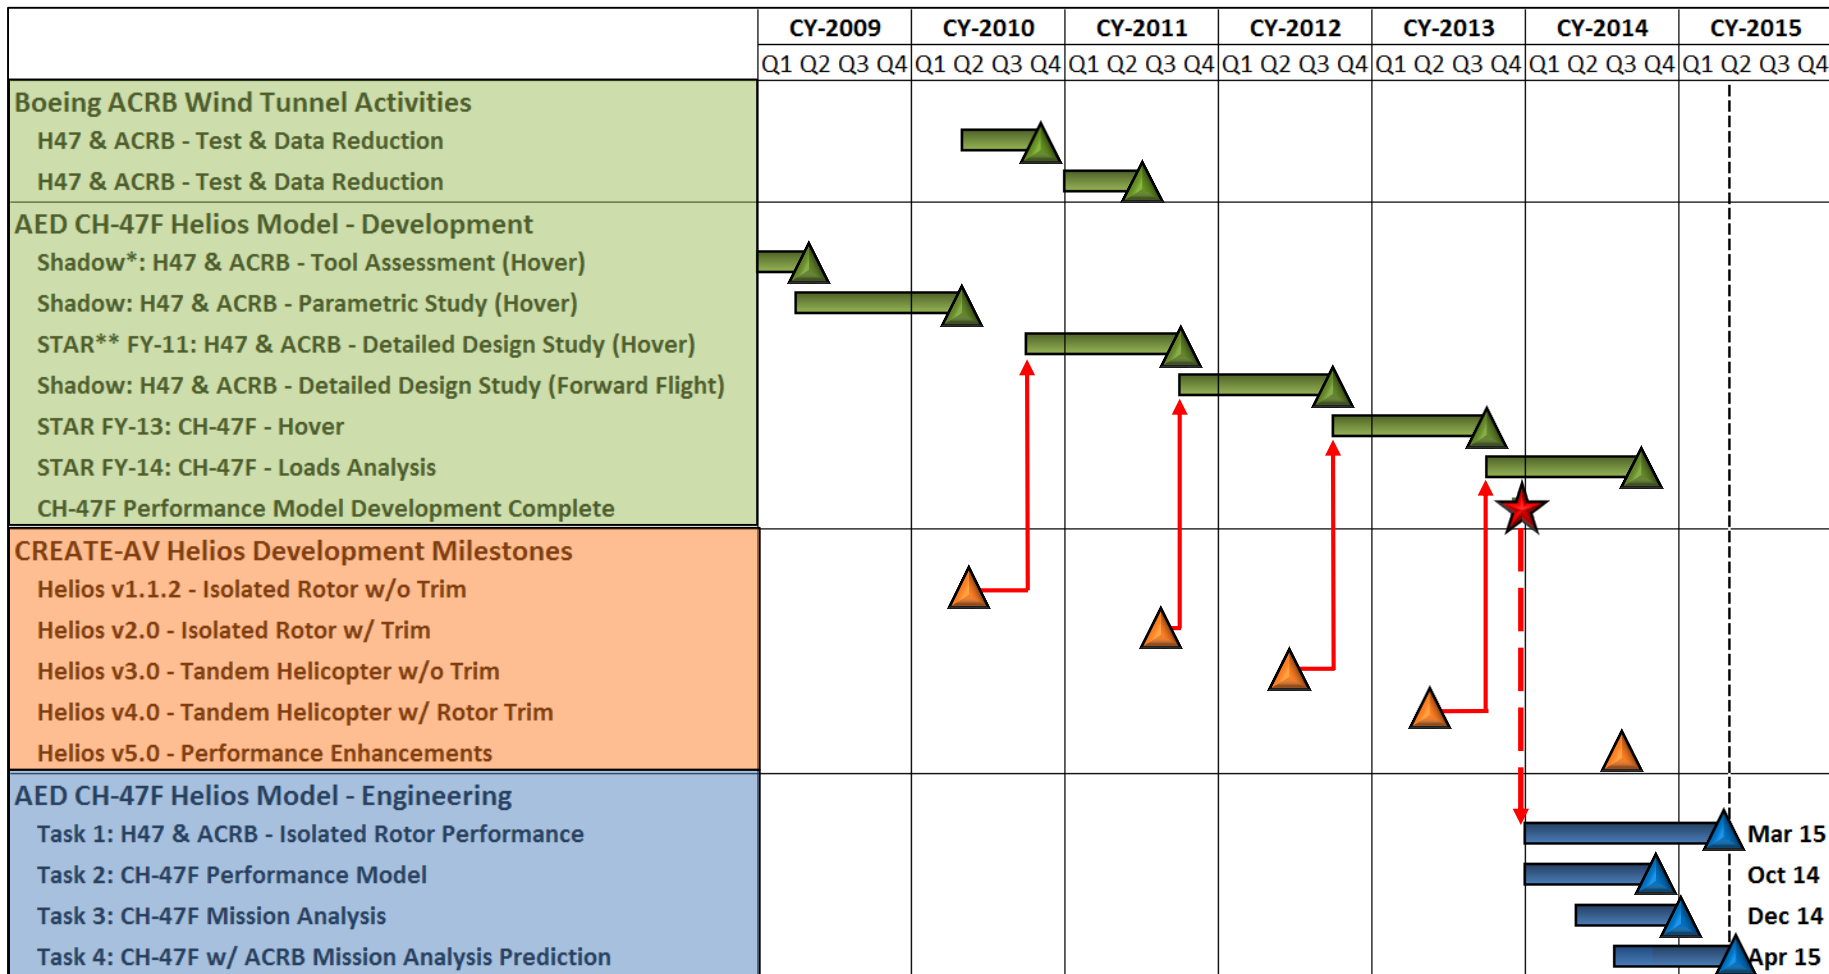 CY-2009 CY-2010 CY-2011 CY-2012 CY-2013 CY-2014 CY-2015
Q1 Q2 Q3 Q4 Q1 Q2 Q3 Q4 Q1 Q2 Q3 Q4 Q1 Q2 Q3 Q4 Q1 Q2 Q3 Q4 Q1 Q2 Q3 Q4 Q1 Q2 Q3 Q4
Boeing ACRB Wind Tunnel Activities
H47 & ACRB - Test & Data Reduction
H47 & ACRB - Test & Data Reduction
AED CH-47F Helios Model - Development
Shadow*: H47 & ACRB - Tool Assessment (Hover)
Shadow: H47 & ACRB - Parametric Study (Hover)
STAR** FY-11: H47 & ACRB - Detailed Design Study (Hover)
Shadow: H47 & ACRB - Detailed Design Study (Forward Flight)
STAR FY-13: CH-47F - Hover
STAR FY-14: CH-47F - Loads Analysis
CH-47F Performance Model Development Complete
CREATE-AV Helios Development Milestones
Helios v1.1.2 - Isolated Rotor w/o Trim
Helios v2.0 - Isolated Rotor w/ Trim
Helios v3.0 - Tandem Helicopter w/o Trim
Helios v4.0 - Tandem Helicopter w/ Rotor Trim
Helios v5.0 - Performance Enhancements
AED CH-47F Helios Model - Engineering
Task 1: H47 & ACRB - Isolated Rotor Performance Mar 15
Task 2: CH-47F Performance Model Oct 14
Task 3: CH-47F Mission Analysis Dec 14
Task 4: CH-47F w/ ACRB Mission Analysis Prediction Apr 15